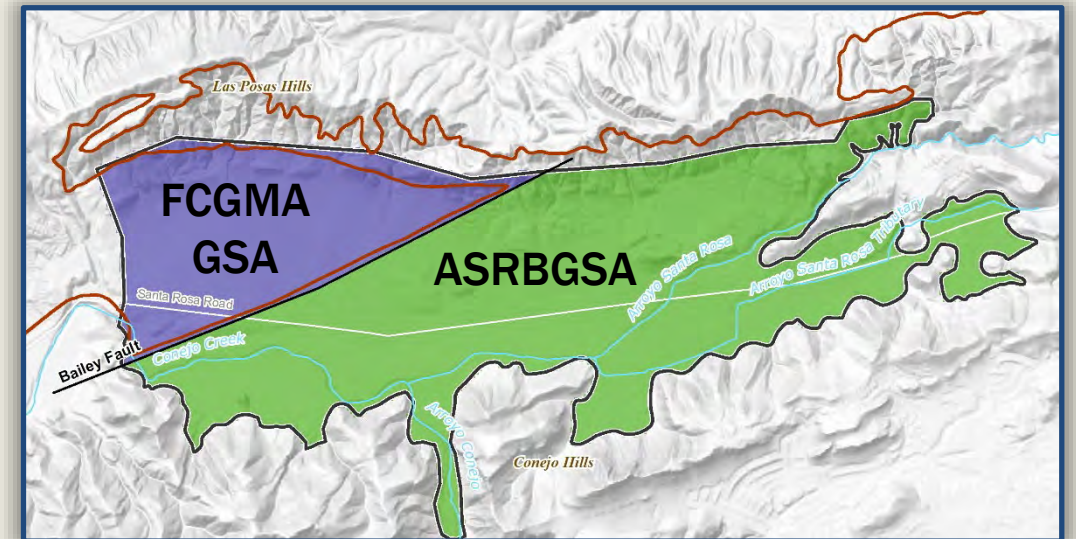 Las Posas Hills
FCGMA
GSA
ASRBGSA
Santa Rosa Road
Arroyo Santa Rosa
Arroyo Santa Rosa Tributary
Bailey Fault
Conejo Creek
Arroyo Conejo
Conejo Hills